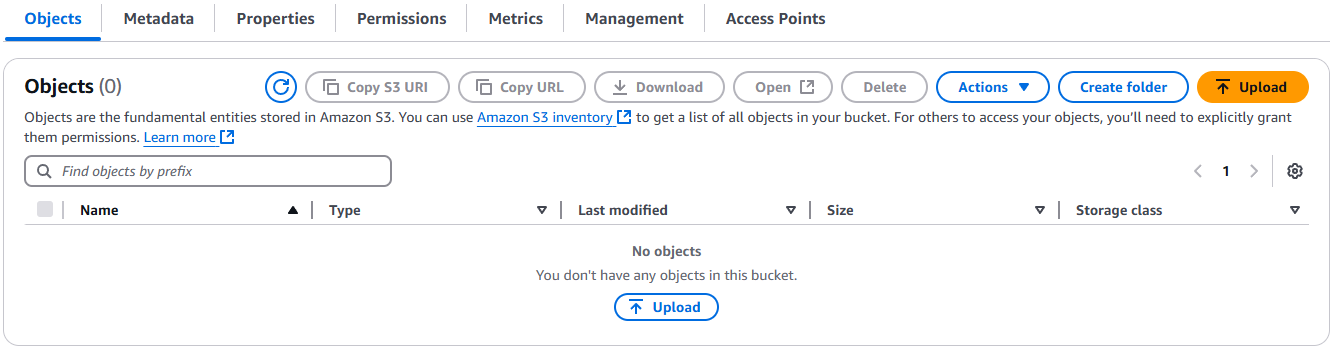 Objects Metadata Properties Permissions Metrics Management Access Points
Objects (0) Copy S3 URI Copy URL Download Open Delete Actions Create folder Upload
Objects are the fundamental entities stored in Amazon S3. You can use Amazon S3 inventory to get a list of all objects in your bucket. For others to access your objects, you’ll need to explicitly grant
them permissions. Learn more
Find objects by prefix 1
Name Type Last modified Size Storage class
No objects
You don't have any objects in this bucket.
Upload